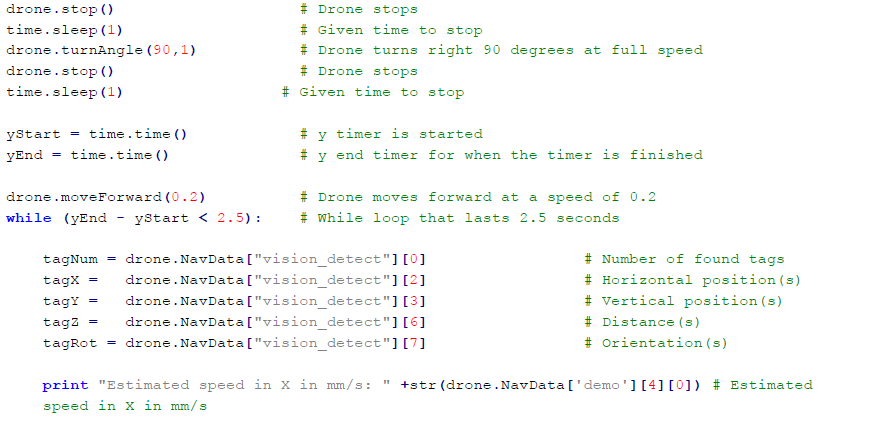 drone.stop() # Drone stops
time.sleep(1) # Given time to stop
drone.turnAngle(90,1) # Drone turns right 90 degrees at full speed
drone.stop() # Drone stops
time.sleep(1) # Given time to stop
yStart = time.time() # y timer is started
yEnd = time.time() # y end timer for when the timer is finished
drone.moveForward(0.2) # Drone moves forward at a speed of 0.2
while (yEnd - yStart < 2.5): # While loop that lasts 2.5 seconds
tagNum = drone.NavData["vision_detect"][0] # Number of found tags
tagX = drone.NavData["vision_detect"][2] # Horizontal position(s)
tagY = drone.NavData["vision_detect"][3] # Vertical position(s)
tagZ = drone.NavData["vision_detect"][6] # Distance(s)
tagRot = drone.NavData["vision_detect"][7] # Orientation(s)
print "Estimated speed in X in mm/s: " +str(drone.NavData['demo'][4][0]) # Estimated
speed in X in mm/s